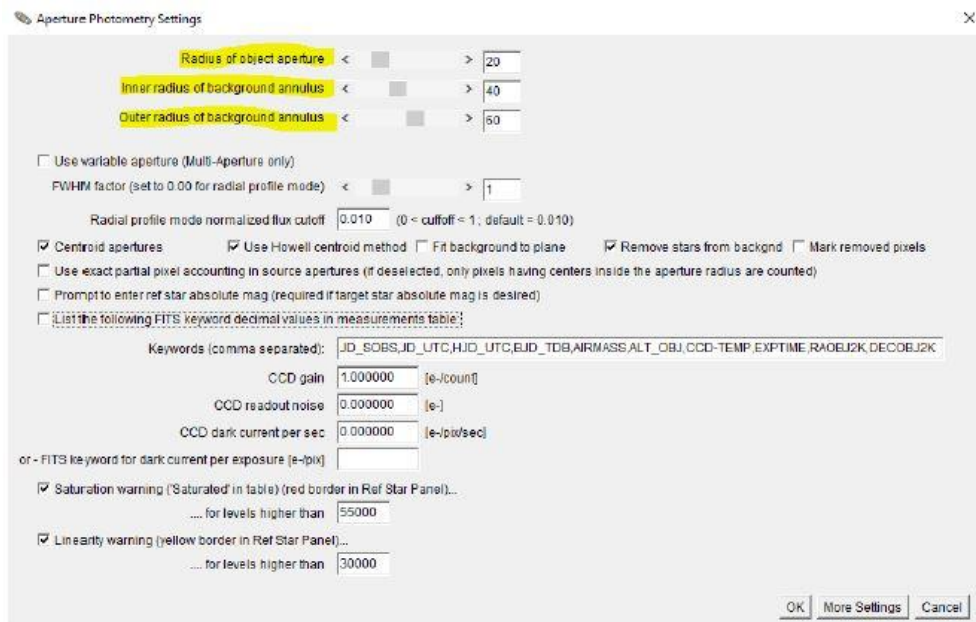 Aperture Photometry Settings
Radius of object aperture < > 20
Inner radius of background annulus < > 40
Outer radius of background annulus < > 60
Use variable aperture (Multi-Aperture only)
FWHM factor (set to 0.00 for radial profile mode) < > 1
Radial profile mode normalized flux cutoff 0.010 (0 < cuffoff < 1 ; default = 0.010)
Centroid apertures Use Howell centroid method Fit background to plane Remove stars from backgnd Mark removed pixels
Use exact partial pixel accounting in source apertures (if deselected, only pixels having centers inside the aperture radius are counted)
Prompt to enter ref star absolute mag (required if target star absolute mag is desired)
List the following FITS keyword decimal values in measurements table:
Keywords (comma separated): JD_SOBS,JD_UTC,HJD_UTC,BJD_TDB,AIRMASS,ALT_OBJ,CCD-TEMP,EXPTIME,RAOBJ2K,DECOBJ2K
CCD gain 1.000000 [e-/count]
CCD readout noise 0.000000 [e-]
CCD dark current per sec 0.000000 [e-/pix/sec]
or - FITS keyword for dark current per exposure [e-/pix]
Saturation warning ('Saturated' in table) (red border in Ref Star Panel)...
.... for levels higher than 55000
Linearity warning (yellow border in Ref Star Panel)...
.... for levels higher than 30000
OK More Settings Cancel